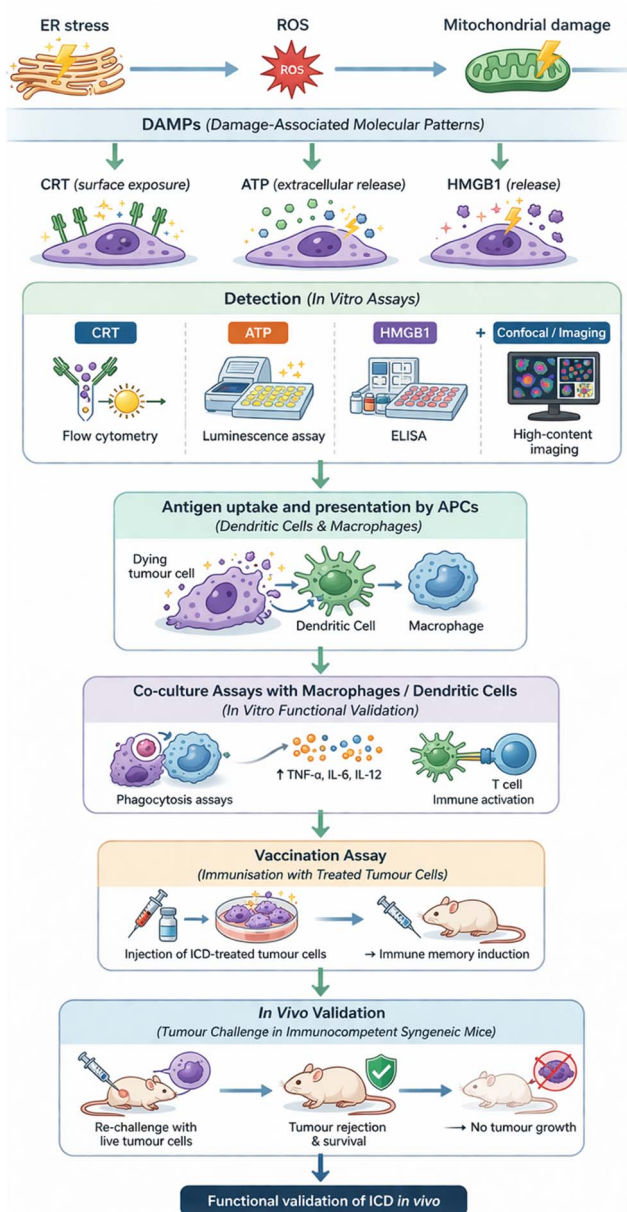 ER stress
ROS
Mitochondrial damage
ROS
DAMPs (Damage-Associated Molecular Patterns)
CRT (surface exposure)
ATP (extracellular release)
HMGB1 (release)
Detection (In Vitro Assays)
CRT
ATP
HMGB1
+ Confocal / Imaging
Flow cytometry
Luminescence assay
ELISA
High-content
imaging
Antigen uptake and presentation by APCs
(Dendritic Cells & Macrophages)
Dying
tumour cell
Dendritic Cell
Macrophage
Co-culture Assays with Macrophages / Dendritic Cells
(In Vitro Functional Validation)
Phagocytosis assays
↑ TNF-α, IL-6, IL-12
T cell
Immune activation
Vaccination Assay
(Immunisation with Treated Tumour Cells)
Injection of ICD-treated tumour cells
→ Immune memory induction
In Vivo Validation
(Tumour Challenge in Immunocompetent Syngeneic Mice)
Re-challenge with
live tumour cells
Tumour rejection
& survival
→ No tumour growth
Functional validation of ICD in vivo